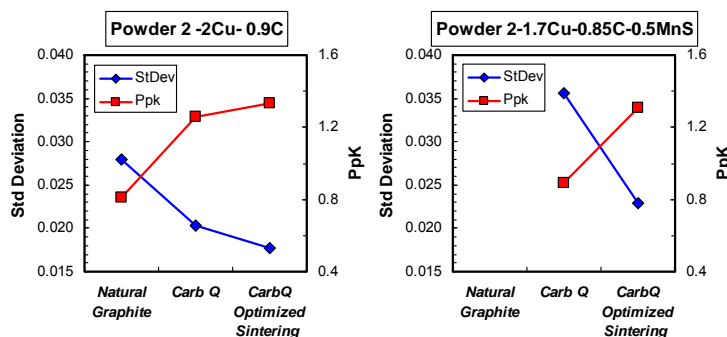 Powder 2 -2Cu- 0.9C
0.040
0.035
0.030
0.025
0.020
0.015
Std Deviation
StDev
Ppk
1.6
1.2
0.8
0.4
PpK
Natural
Graphite
Carb Q
CarbQ
Optimized
Sintering
Powder 2-1.7Cu-0.85C-0.5MnS
0.040
0.035
0.030
0.025
0.020
0.015
Std Deviation
StDev
Ppk
1.6
1.2
0.8
0.4
PpK
Natural
Graphite
Carb Q
CarbQ
Optimized
Sintering